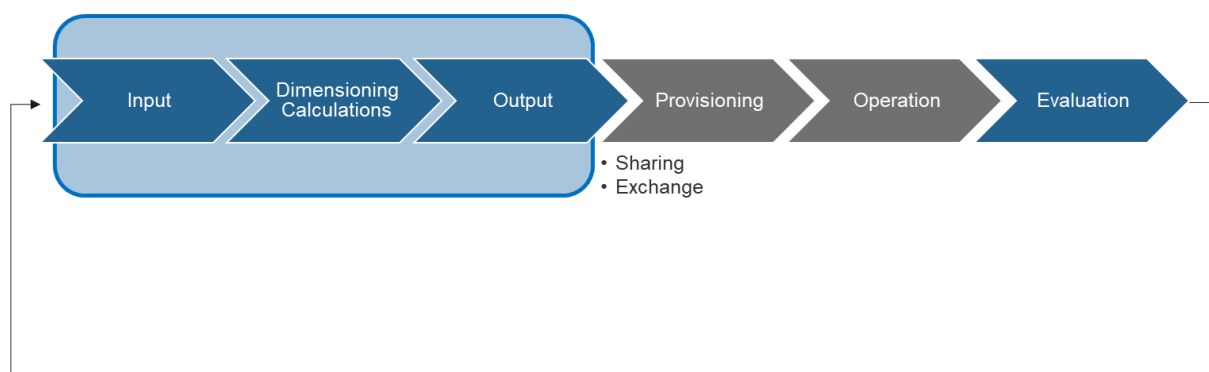 Input
Dimensioning
Calculations
Output
Provisioning
Operation
Evaluation
• Sharing
• Exchange